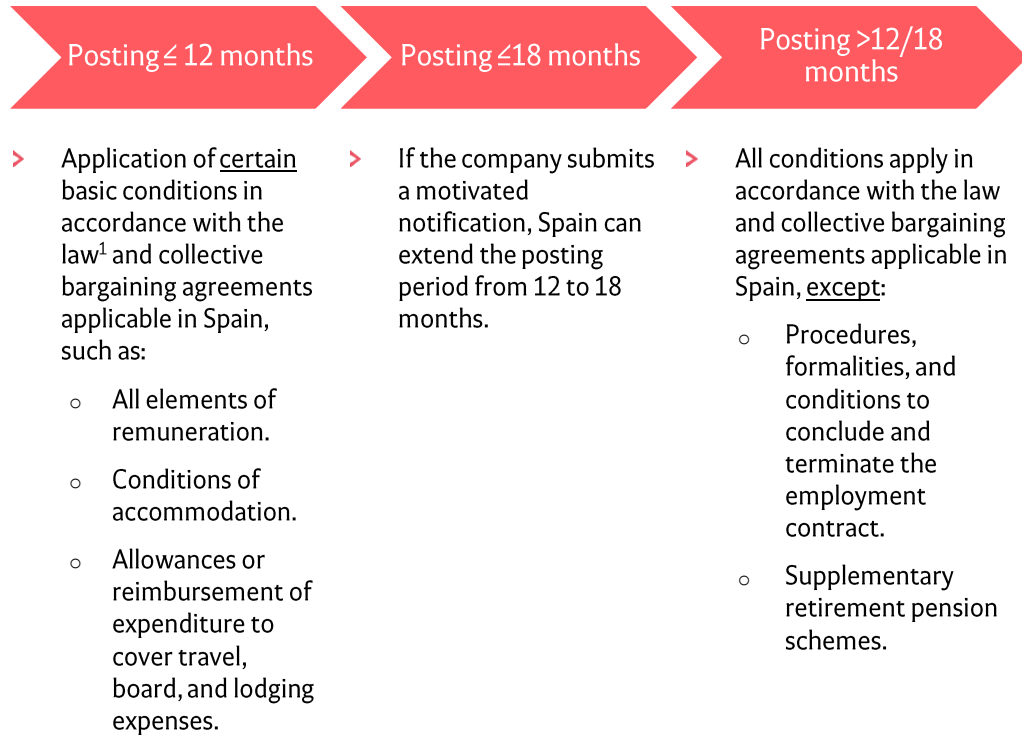 Posting ≤ 12 months
Posting ≤18 months
Posting >12/18
months
> Application of certain
basic conditions in
accordance with the
law¹ and collective
bargaining agreements
applicable in Spain,
such as:
o All elements of
remuneration.
o Conditions of
accommodation.
o Allowances or
reimbursement of
expenditure to
cover travel,
board, and lodging
expenses.
> If the company submits
a motivated
notification, Spain can
extend the posting
period from 12 to 18
months.
> All conditions apply in
accordance with the law
and collective bargaining
agreements applicable in
Spain, except:
o Procedures,
formalities, and
conditions to
conclude and
terminate the
employment
contract.
o Supplementary
retirement pension
schemes.